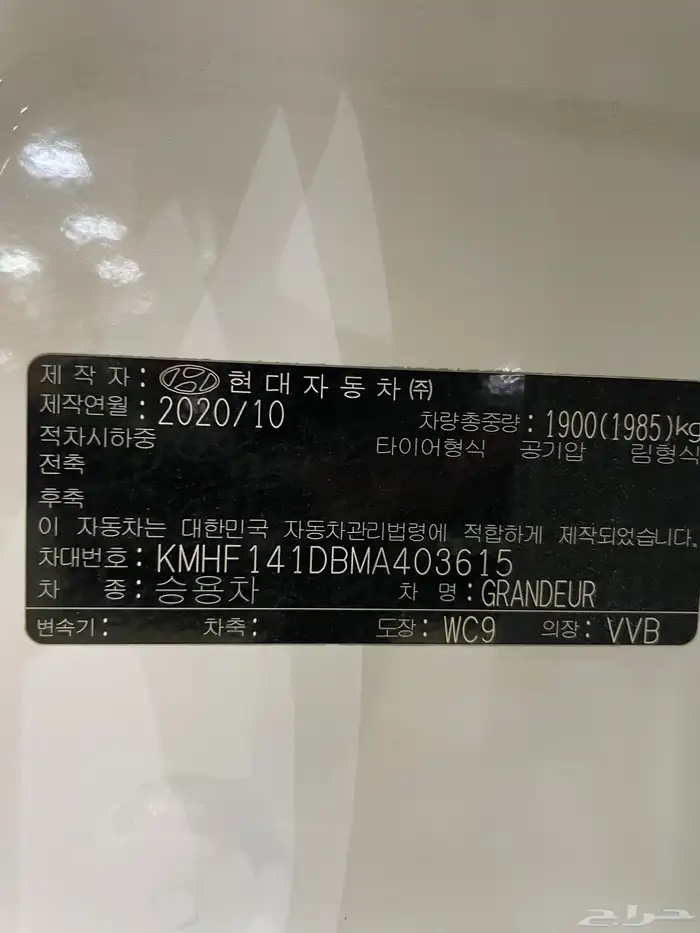 제 작 자 : 현 대 자 동 차 ㈜
제작연월 : 2020/10 차량총중량 : 1900(1985)kg
적차시하중 타이어형식 공기압 림형식
전축
후축
이 자동차는 대한민국 자동차관리법령에 적합하게 제작되었습니다.
차대번호 : KMHF141DBMA403615
차 종 : 승용차 차 명 : GRANDEUR
변속기 : 차축 : 도장 : WC9 의장 : VVB
حراج